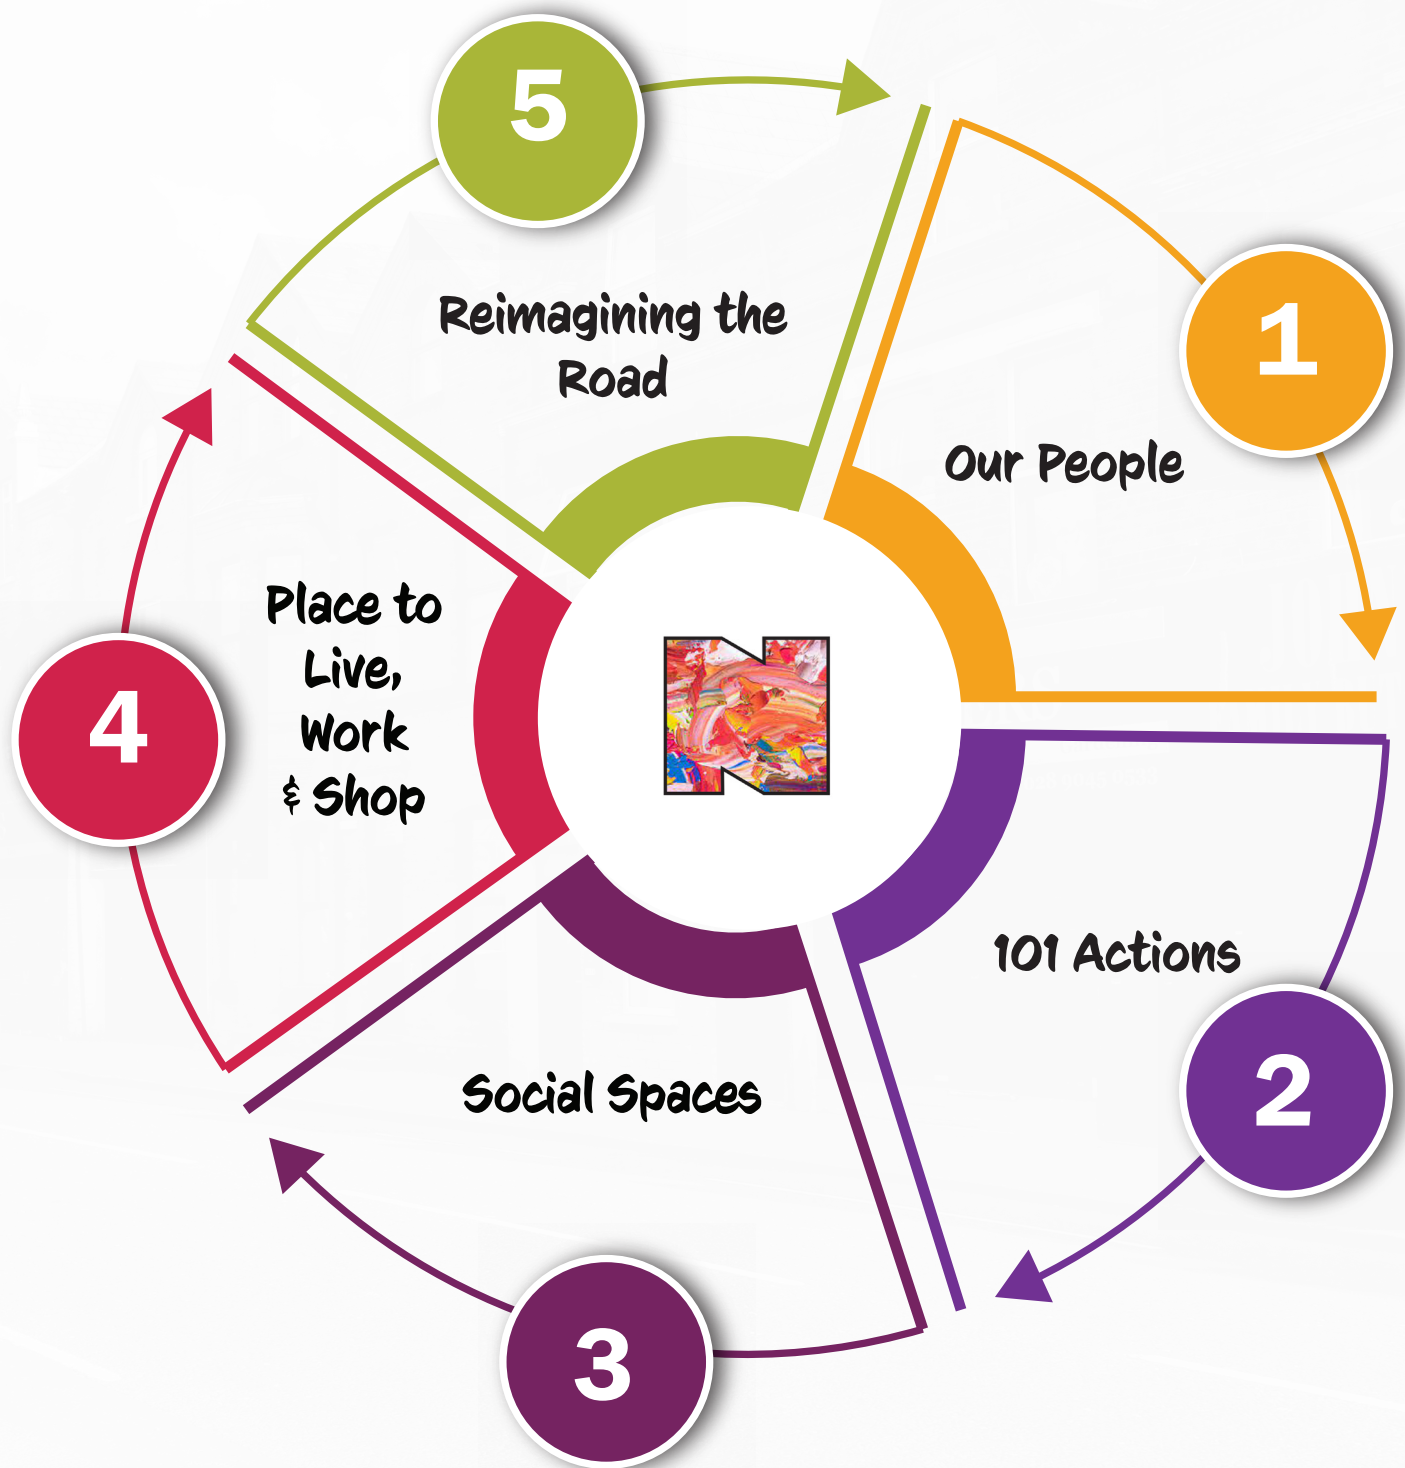 5
Reimagining the
Road
1
Our People
Place to
Live,
Work
& Shop
4
N
101 Actions
2
Social Spaces
3